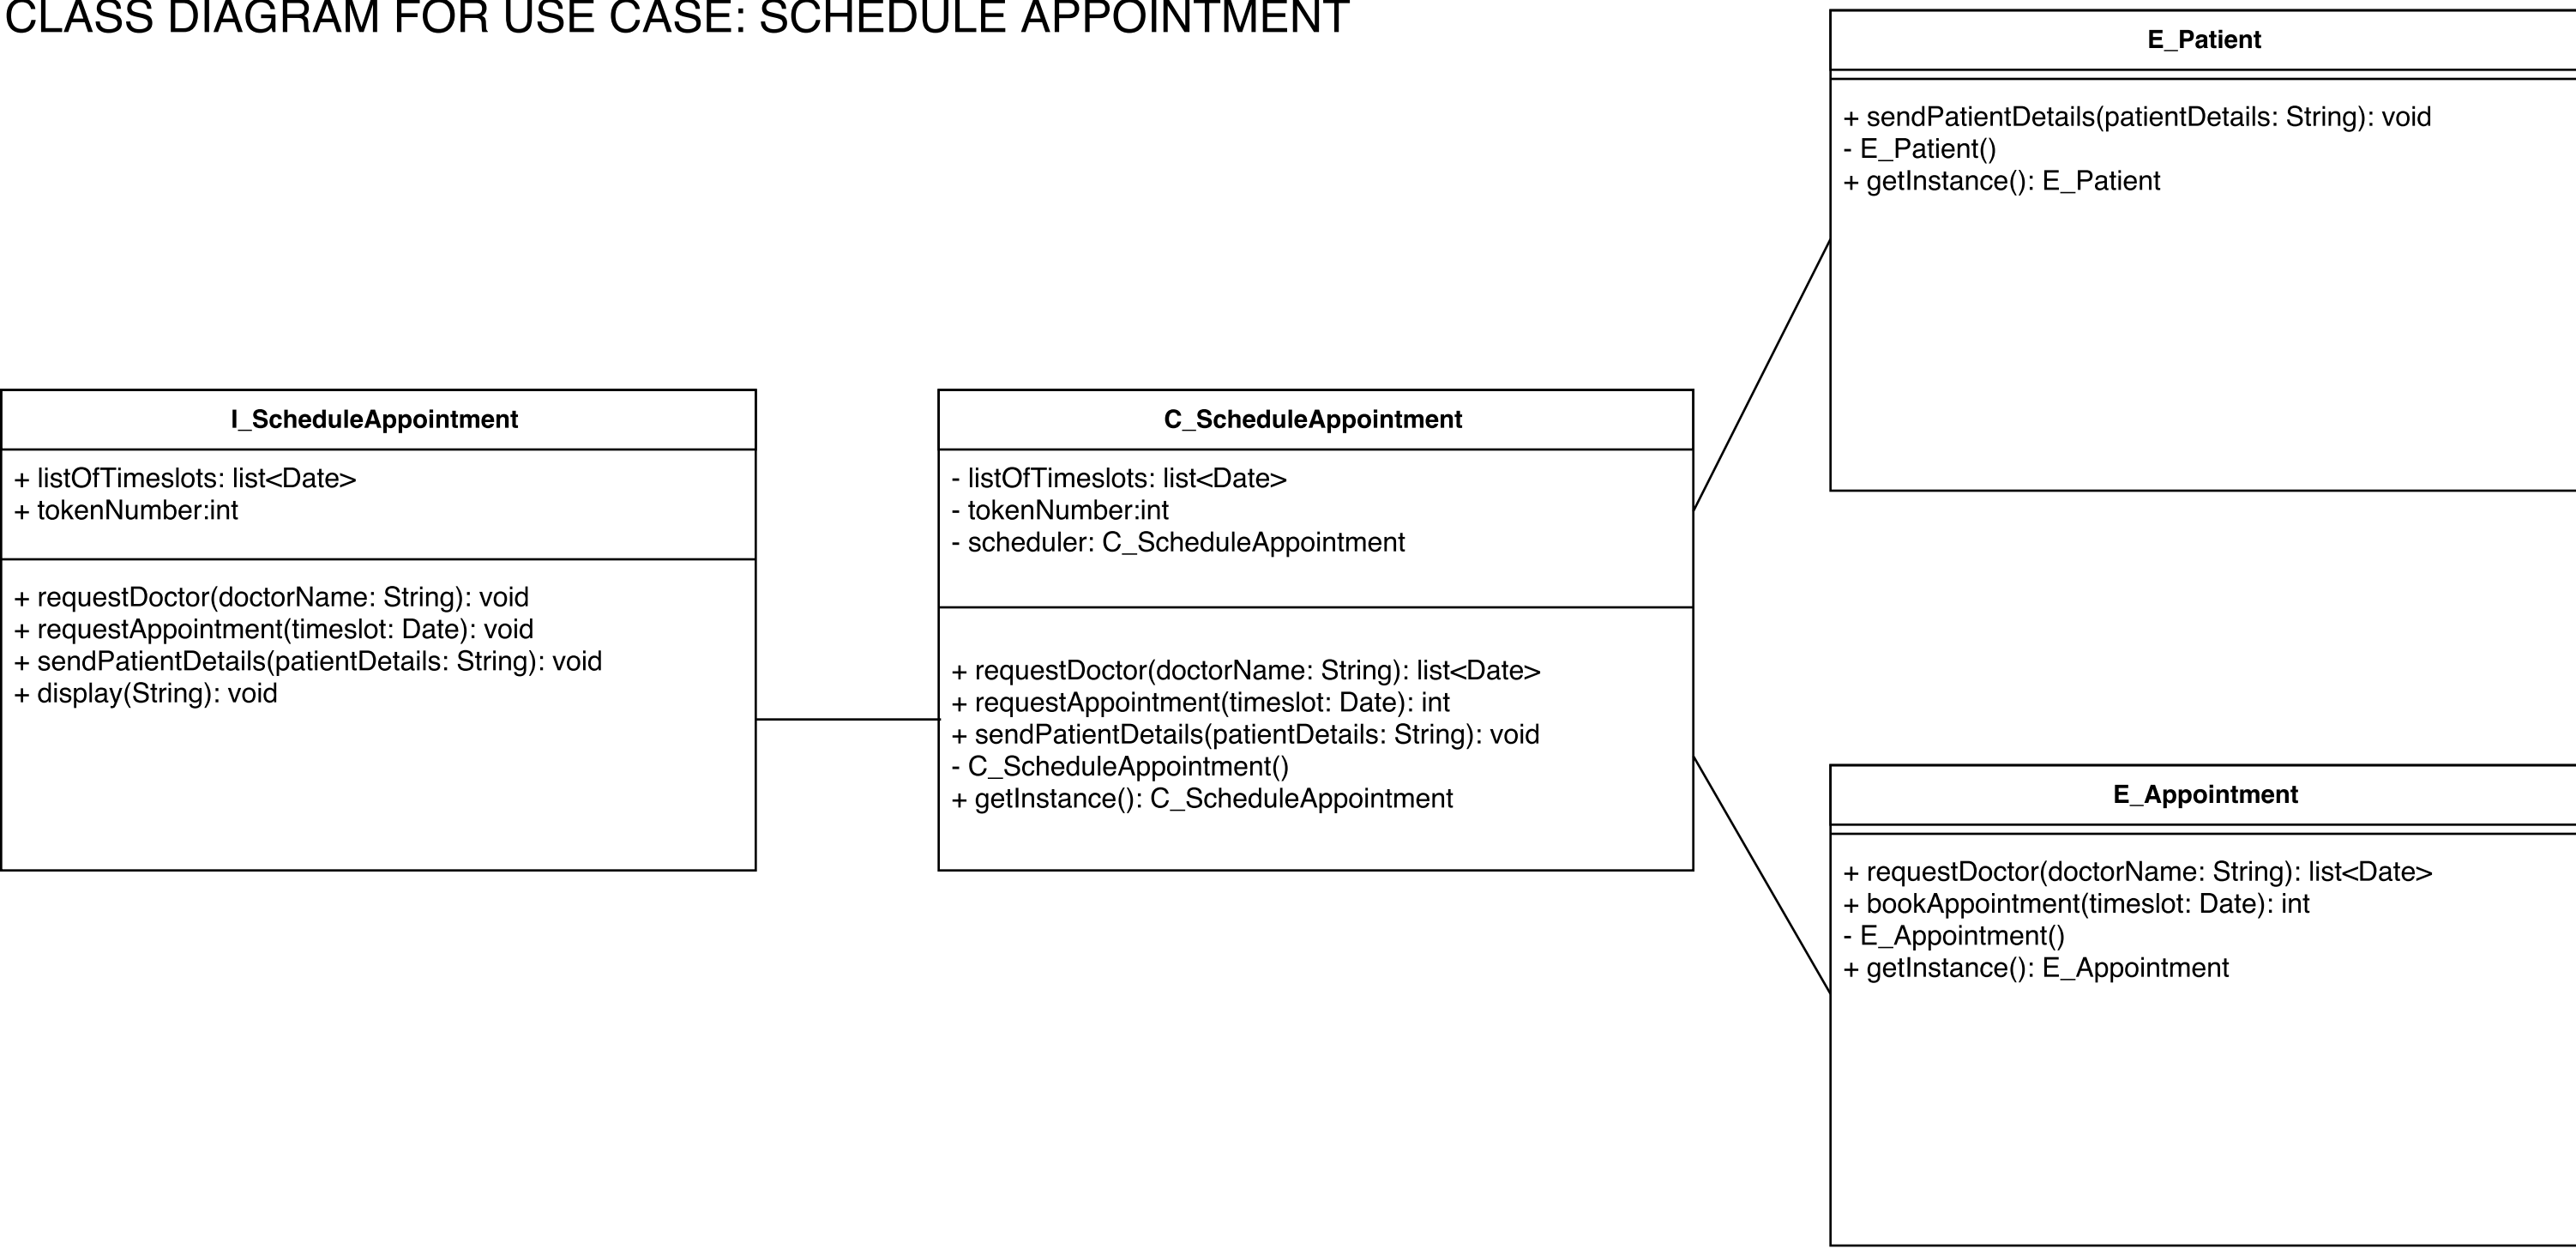 CLASS DIAGRAM FOR USE CASE: SCHEDULE APPOINTMENT
E_Patient
+ sendPatientDetails(patientDetails: String): void
- E_Patient()
+ getInstance(): E_Patient
I_ScheduleAppointment
+ listOfTimeslots: list<Date>
+ tokenNumber:int
+ requestDoctor(doctorName: String): void
+ requestAppointment(timeslot: Date): void
+ sendPatientDetails(patientDetails: String): void
+ display(String): void
C_ScheduleAppointment
- listOfTimeslots: list<Date>
- tokenNumber:int
- scheduler: C_ScheduleAppointment
+ requestDoctor(doctorName: String): list<Date>
+ requestAppointment(timeslot: Date): int
+ sendPatientDetails(patientDetails: String): void
- C_ScheduleAppointment()
+ getInstance(): C_ScheduleAppointment
E_Appointment
+ requestDoctor(doctorName: String): list<Date>
+ bookAppointment(timeslot: Date): int
- E_Appointment()
+ getInstance(): E_Appointment